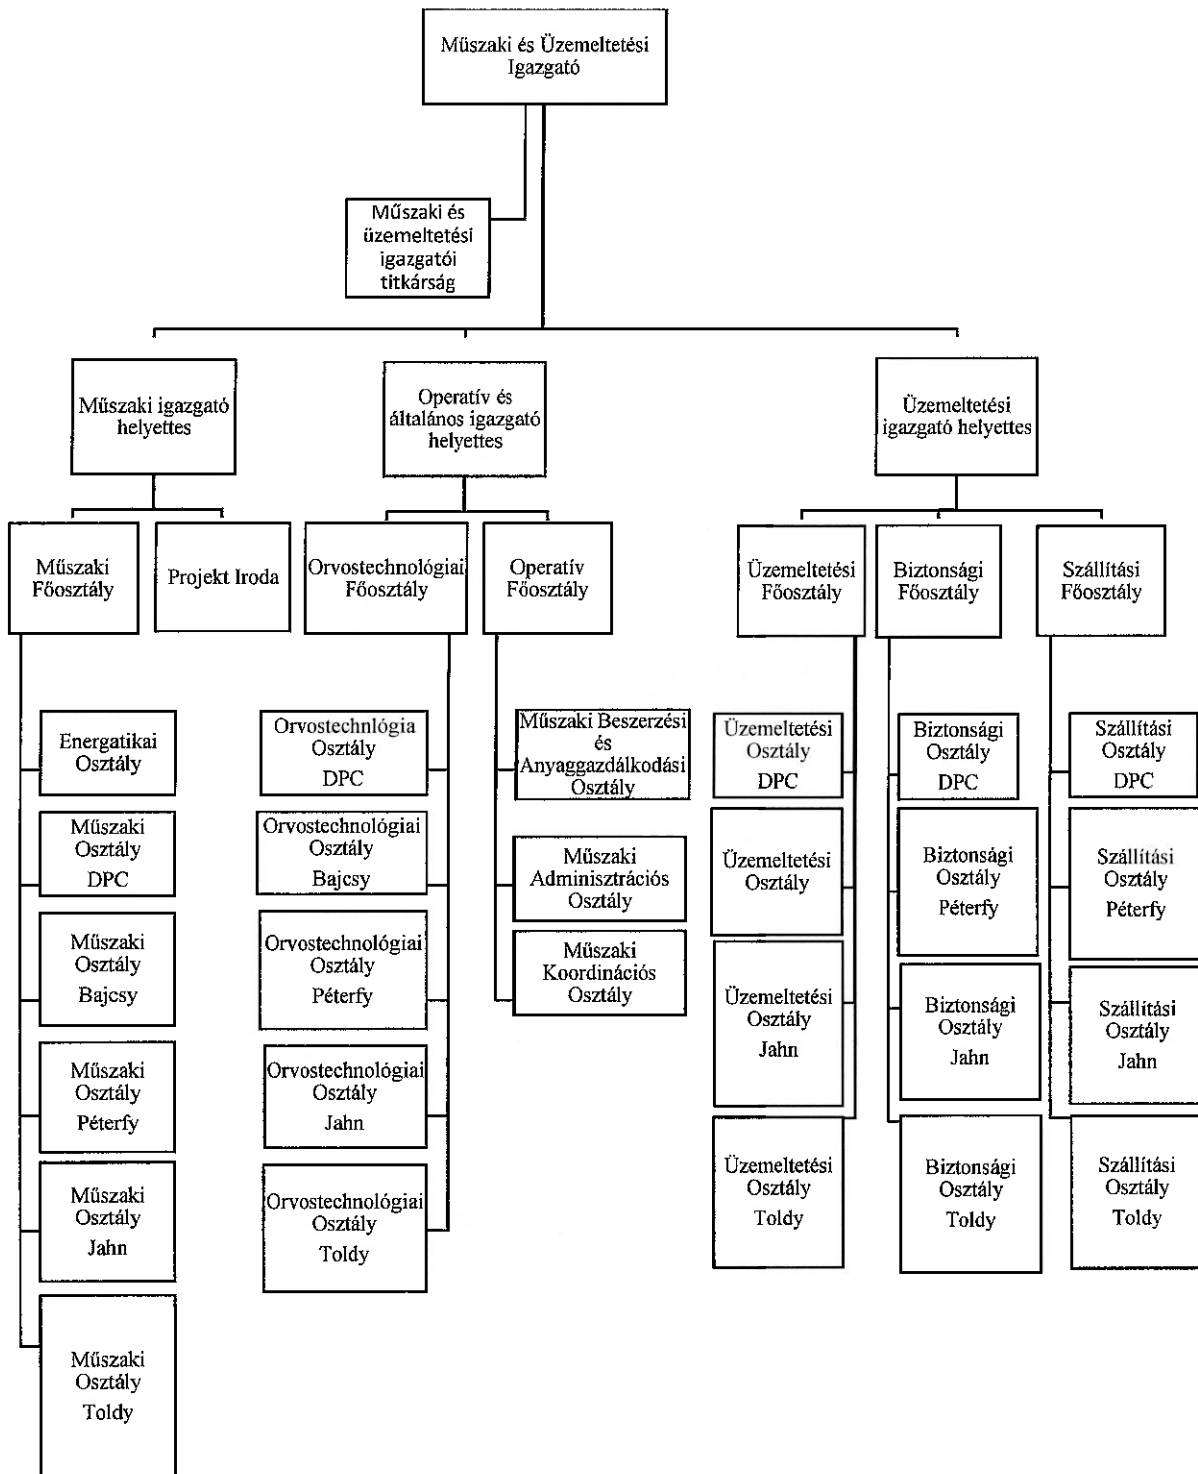 Műszaki és Üzemeltetési
Igazgató
Műszaki és
üzemeltetési
igazgatói
titkárság
Műszaki igazgató
helyettes
Operatív és
általános igazgató
helyettes
Üzemeltetési
igazgató helyettes
Műszaki
Főosztály
Projekt Iroda
Orvostechnológiai
Főosztály
Operatív
Főosztály
Üzemeltetési
Főosztály
Biztonsági
Főosztály
Szállítási
Főosztály
Energatikai
Osztály
Műszaki
Osztály
DPC
Műszaki
Osztály
Bajcsy
Műszaki
Osztály
Péterfy
Műszaki
Osztály
Jahn
Műszaki
Osztály
Toldy
Orvostechnlógia
Osztály
DPC
Orvostechnológiai
Osztály
Bajcsy
Orvostechnológiai
Osztály
Péterfy
Orvostechnológiai
Osztály
Jahn
Orvostechnológiai
Osztály
Toldy
Műszaki Beszerzési
és
Anyaggazdálkodási
Osztály
Műszaki
Adminisztrációs
Osztály
Műszaki
Koordinációs
Osztály
Üzemeltetési
Osztály
DPC
Üzemeltetési
Osztály
Üzemeltetési
Osztály
Jahn
Üzemeltetési
Osztály
Toldy
Biztonsági
Osztály
DPC
Biztonsági
Osztály
Péterfy
Biztonsági
Osztály
Jahn
Biztonsági
Osztály
Toldy
Szállítási
Osztály
DPC
Szállítási
Osztály
Péterfy
Szállítási
Osztály
Jahn
Szállítási
Osztály
Toldy